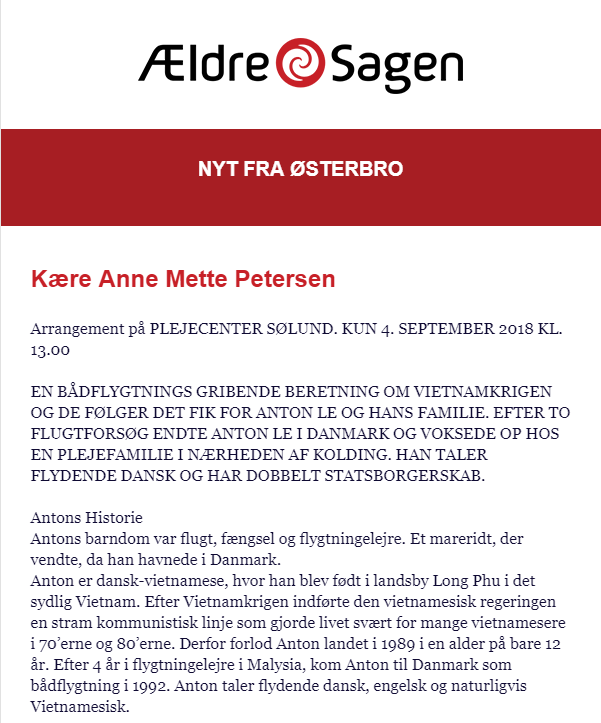 ÆldreSagen
NYT FRA ØSTERBRO
Kære Anne Mette Petersen
Arrangement på PLEJECENTER SØLUND. KUN 4. SEPTEMBER 2018 KL.
13.00
EN BÅDFLYGTNINGS GRIBENDE BERETNING OM VIETNAMKRIGEN
OG DE FØLGER DET FIK FOR ANTON LE OG HANS FAMILIE. EFTER TO
FLUGTFORSØG ENDTE ANTON LE I DANMARK OG VOKSEDE OP HOS
EN PLEJEFAMILIE I NÆRHEDEN AF KOLDING. HAN TALER
FLYDENDE DANSK OG HAR DOBBELT STATSBORGERSKAB.
Antons Historie
Antons barndom var flugt, fængsel og flygtningelejre. Et mareridt, der
vendte, da han havnede i Danmark.
Anton er dansk-vietnamese, hvor han blev født i landsby Long Phu i det
sydlig Vietnam. Efter Vietnamkrigen indførte den vietnamesisk regeringen
en stram kommunistisk linje som gjorde livet svært for mange vietnamesere
i 70’erne og 80’erne. Derfor forlod Anton landet i 1989 i en alder på bare 12
år. Efter 4 år i flygtningelejre i Malysia, kom Anton til Danmark som
bådflygtning i 1992. Anton taler flydende dansk, engelsk og naturligvis
Vietnamesisk.